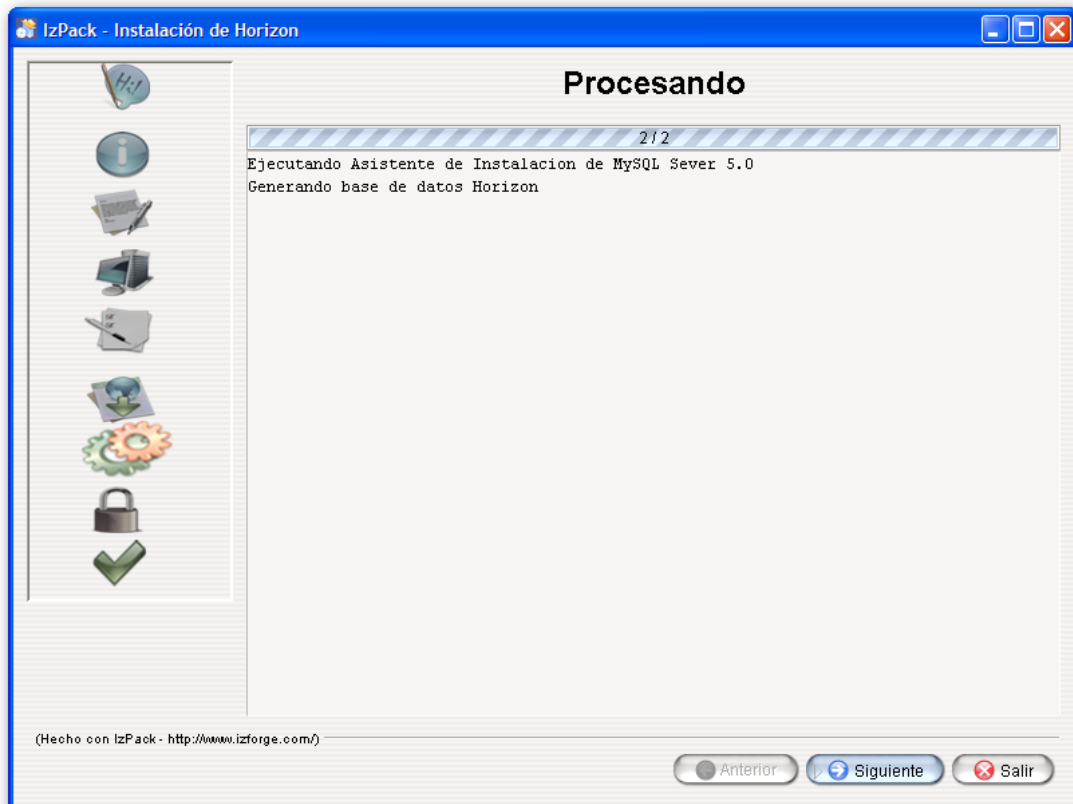 IzPack - Instalación de Horizon
Hi!
Procesando
2 / 2
Ejecutando Asistente de Instalacion de MySQL Sever 5.0
Generando base de datos Horizon
(Hecho con IzPack - http://www.izforge.com/)
Anterior
Siguiente
Salir